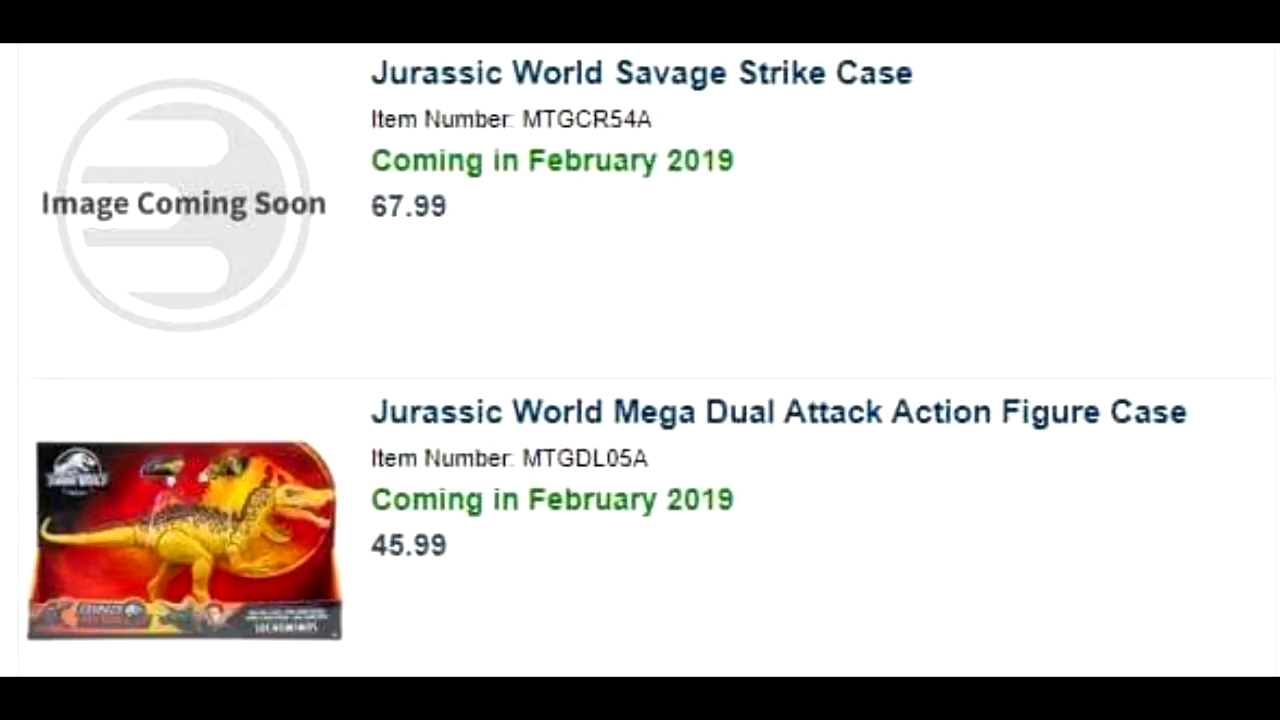 Jurassic World Savage Strike Case
Item Number: MTGCR54A
Coming in February 2019
67.99
Image Coming Soon
Jurassic World Mega Dual Attack Action Figure Case
Item Number: MTGDL05A
Coming in February 2019
45.99